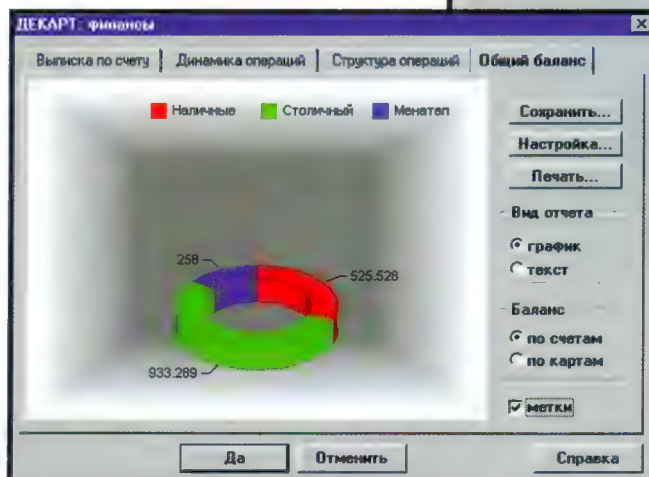 ДЕКАРТ: финансы
Выписка по счету
Динамика операций
Структура операций
Общий баланс
Наличные Столичный Менатеп
258
525.528
933.289
Сохранить...
Настройка...
Печать...
Вид отчета
график
текст
Баланс
по счетам
по картам
метки
Да
Отменить
Справка